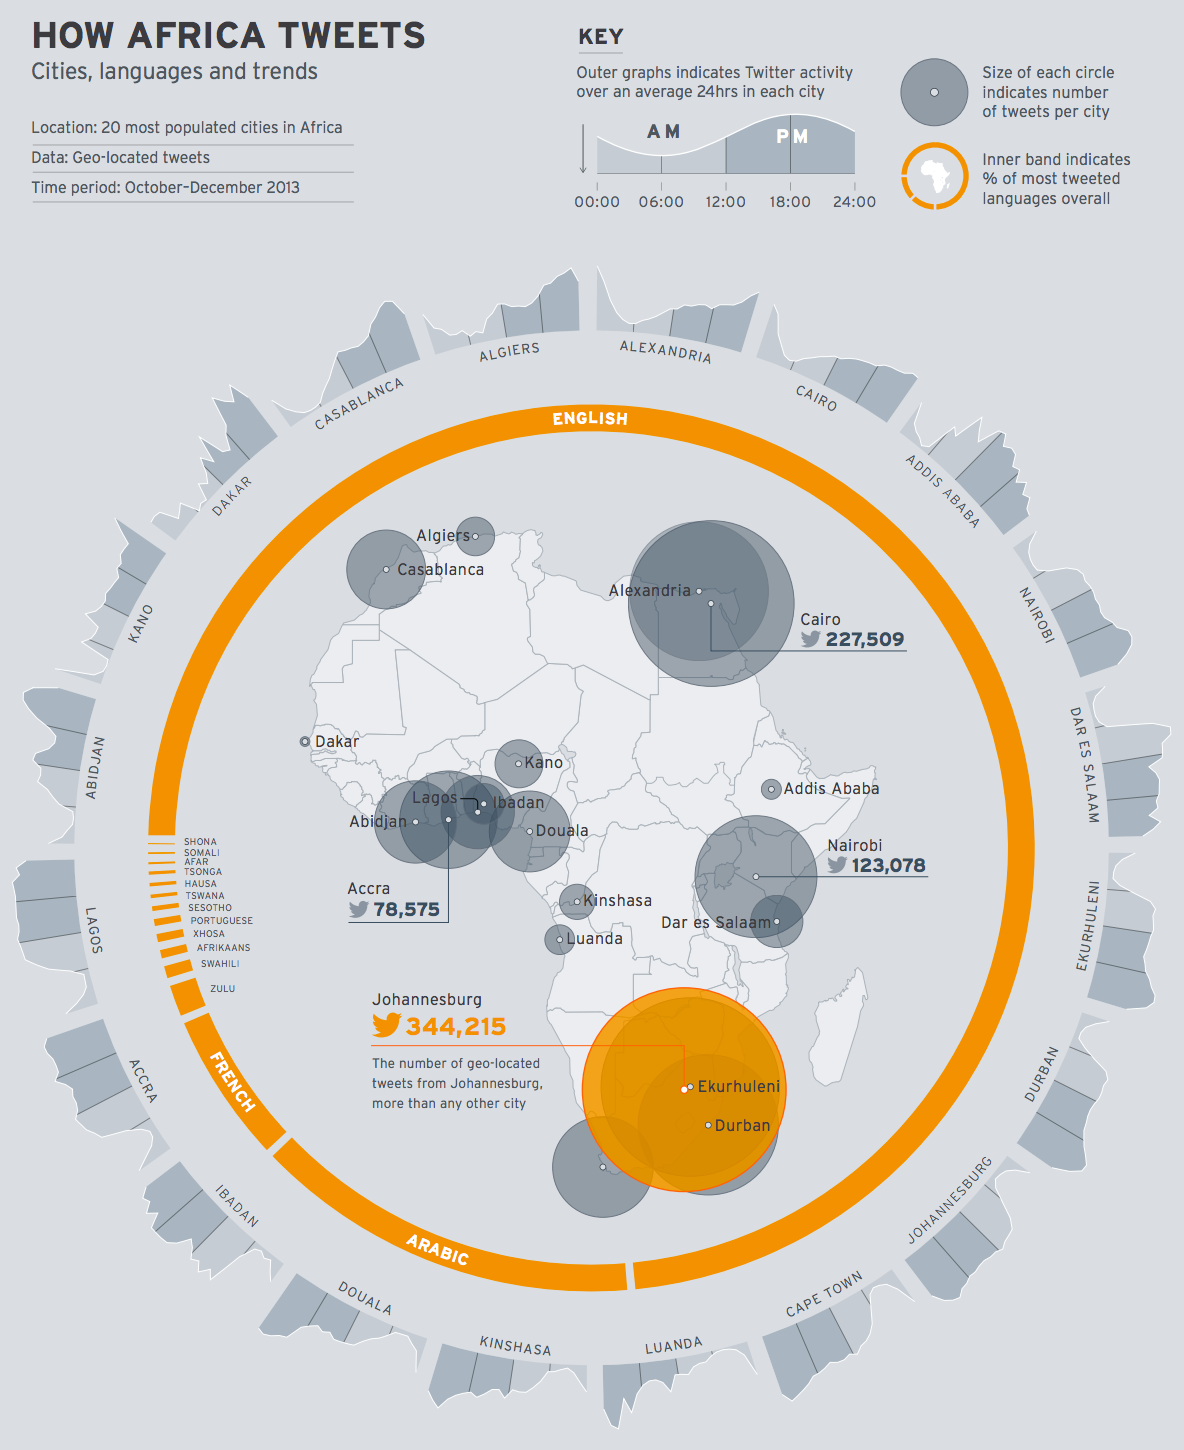 HOW AFRICA TWEETS
Cities, languages and trends
Location: 20 most populated cities in Africa
Data: Geo-located tweets
Time period: October–December 2013
KEY
Outer graphs indicates Twitter activity
over an average 24hrs in each city
AM
PM
00:00 06:00 12:00 18:00 24:00
Size of each circle
indicates number
of tweets per city
Inner band indicates
% of most tweeted
languages overall
ALEXANDRIA
CAIRO
ADDIS ABABA
NAIROBI
DAR ES SALAAM
EKURHULENI
DURBAN
JOHANNESBURG
CAPE TOWN
LUANDA
KINSHASA
DOUALA
IBADAN
ACCRA
LAGOS
ABIDJAN
KANO
DAKAR
CASABLANCA
ALGIERS
ENGLISH
SHONA
SOMALI
AFAR
TSONGA
HAUSA
TSWANA
SESOTHO
PORTUGUESE
XHOSA
AFRIKAANS
SWAHILI
ZULU
FRENCH
ARABIC
Algiers
Casablanca
Alexandria
Cairo
227,509
Dakar
Kano
Addis Ababa
Lagos
Ibadan
Abidjan
Douala
Nairobi
123,078
Accra
78,575
Kinshasa
Dar es Salaam
Luanda
Johannesburg
344,215
The number of geo-located
tweets from Johannesburg,
more than any other city
Ekurhuleni
Durban